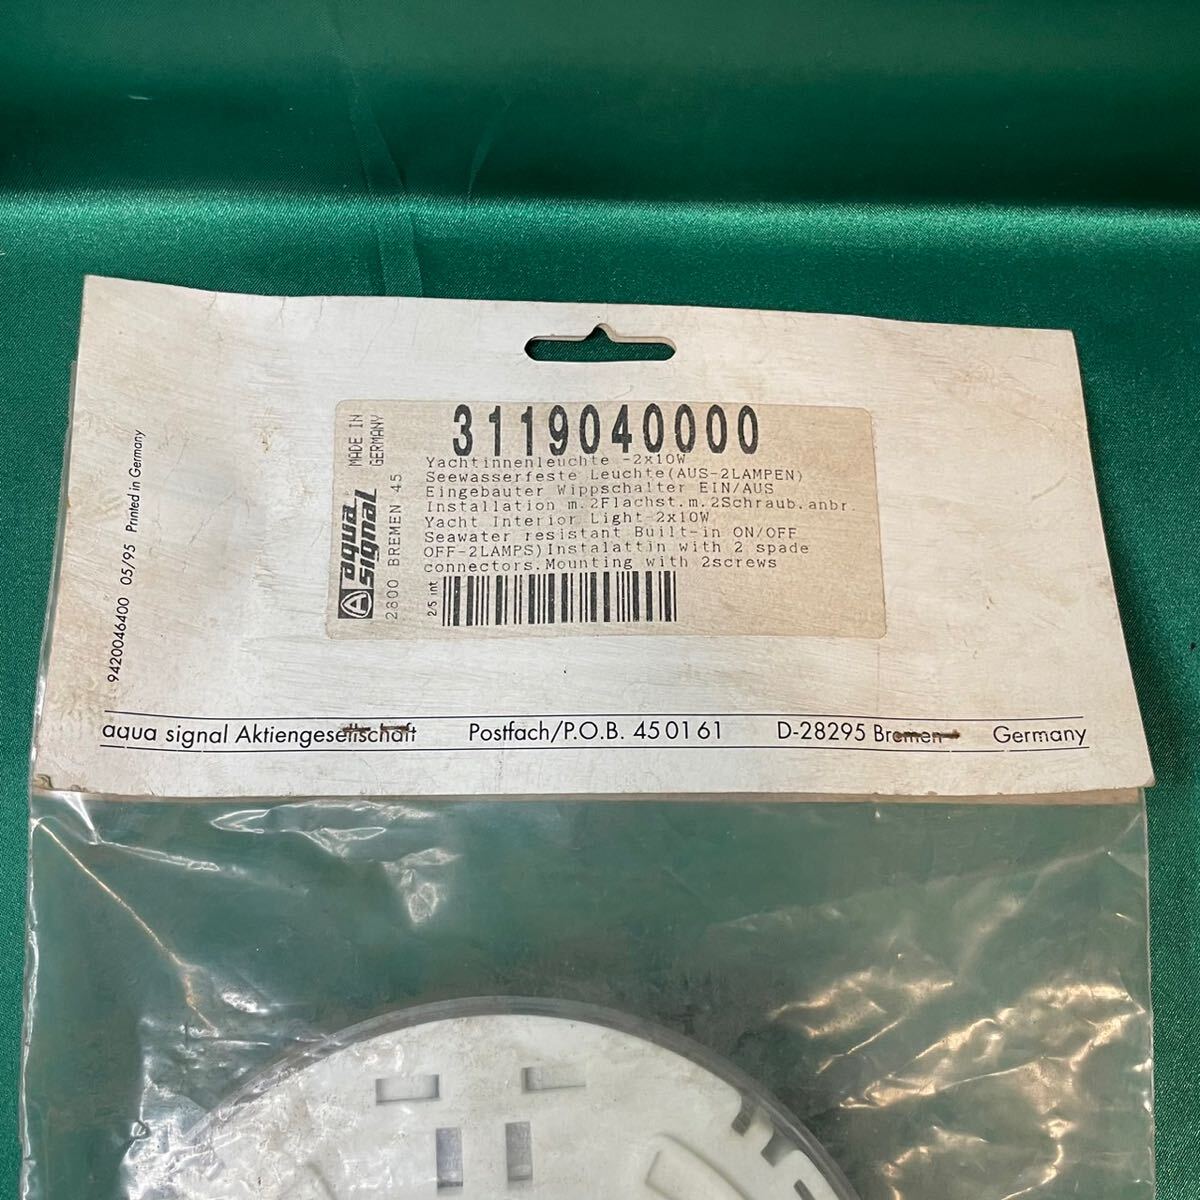 3119040000
Yachtinnenleuchte -2x10W
Seewasserfeste Leuchte(AUS-2LAMPEN)
Eingebauter Wippschalter EIN/AUS
Installation m.2Flachst.m.2Schraub.anbr.
Yacht Interior Light-2x10W
Seawater resistant Built-in ON/OFF
OFF-2LAMPS)Instalattin with 2 spade
connectors.Mounting with 2screws
2/5 int
MADE IN
GERMANY
aqua
signal
2800 BREMEN 45
9420046400 05/95 Printed in Germany
aqua signal Aktiengesellschaft Postfach/P.O.B. 45 01 61 D-28295 Bremen Germany